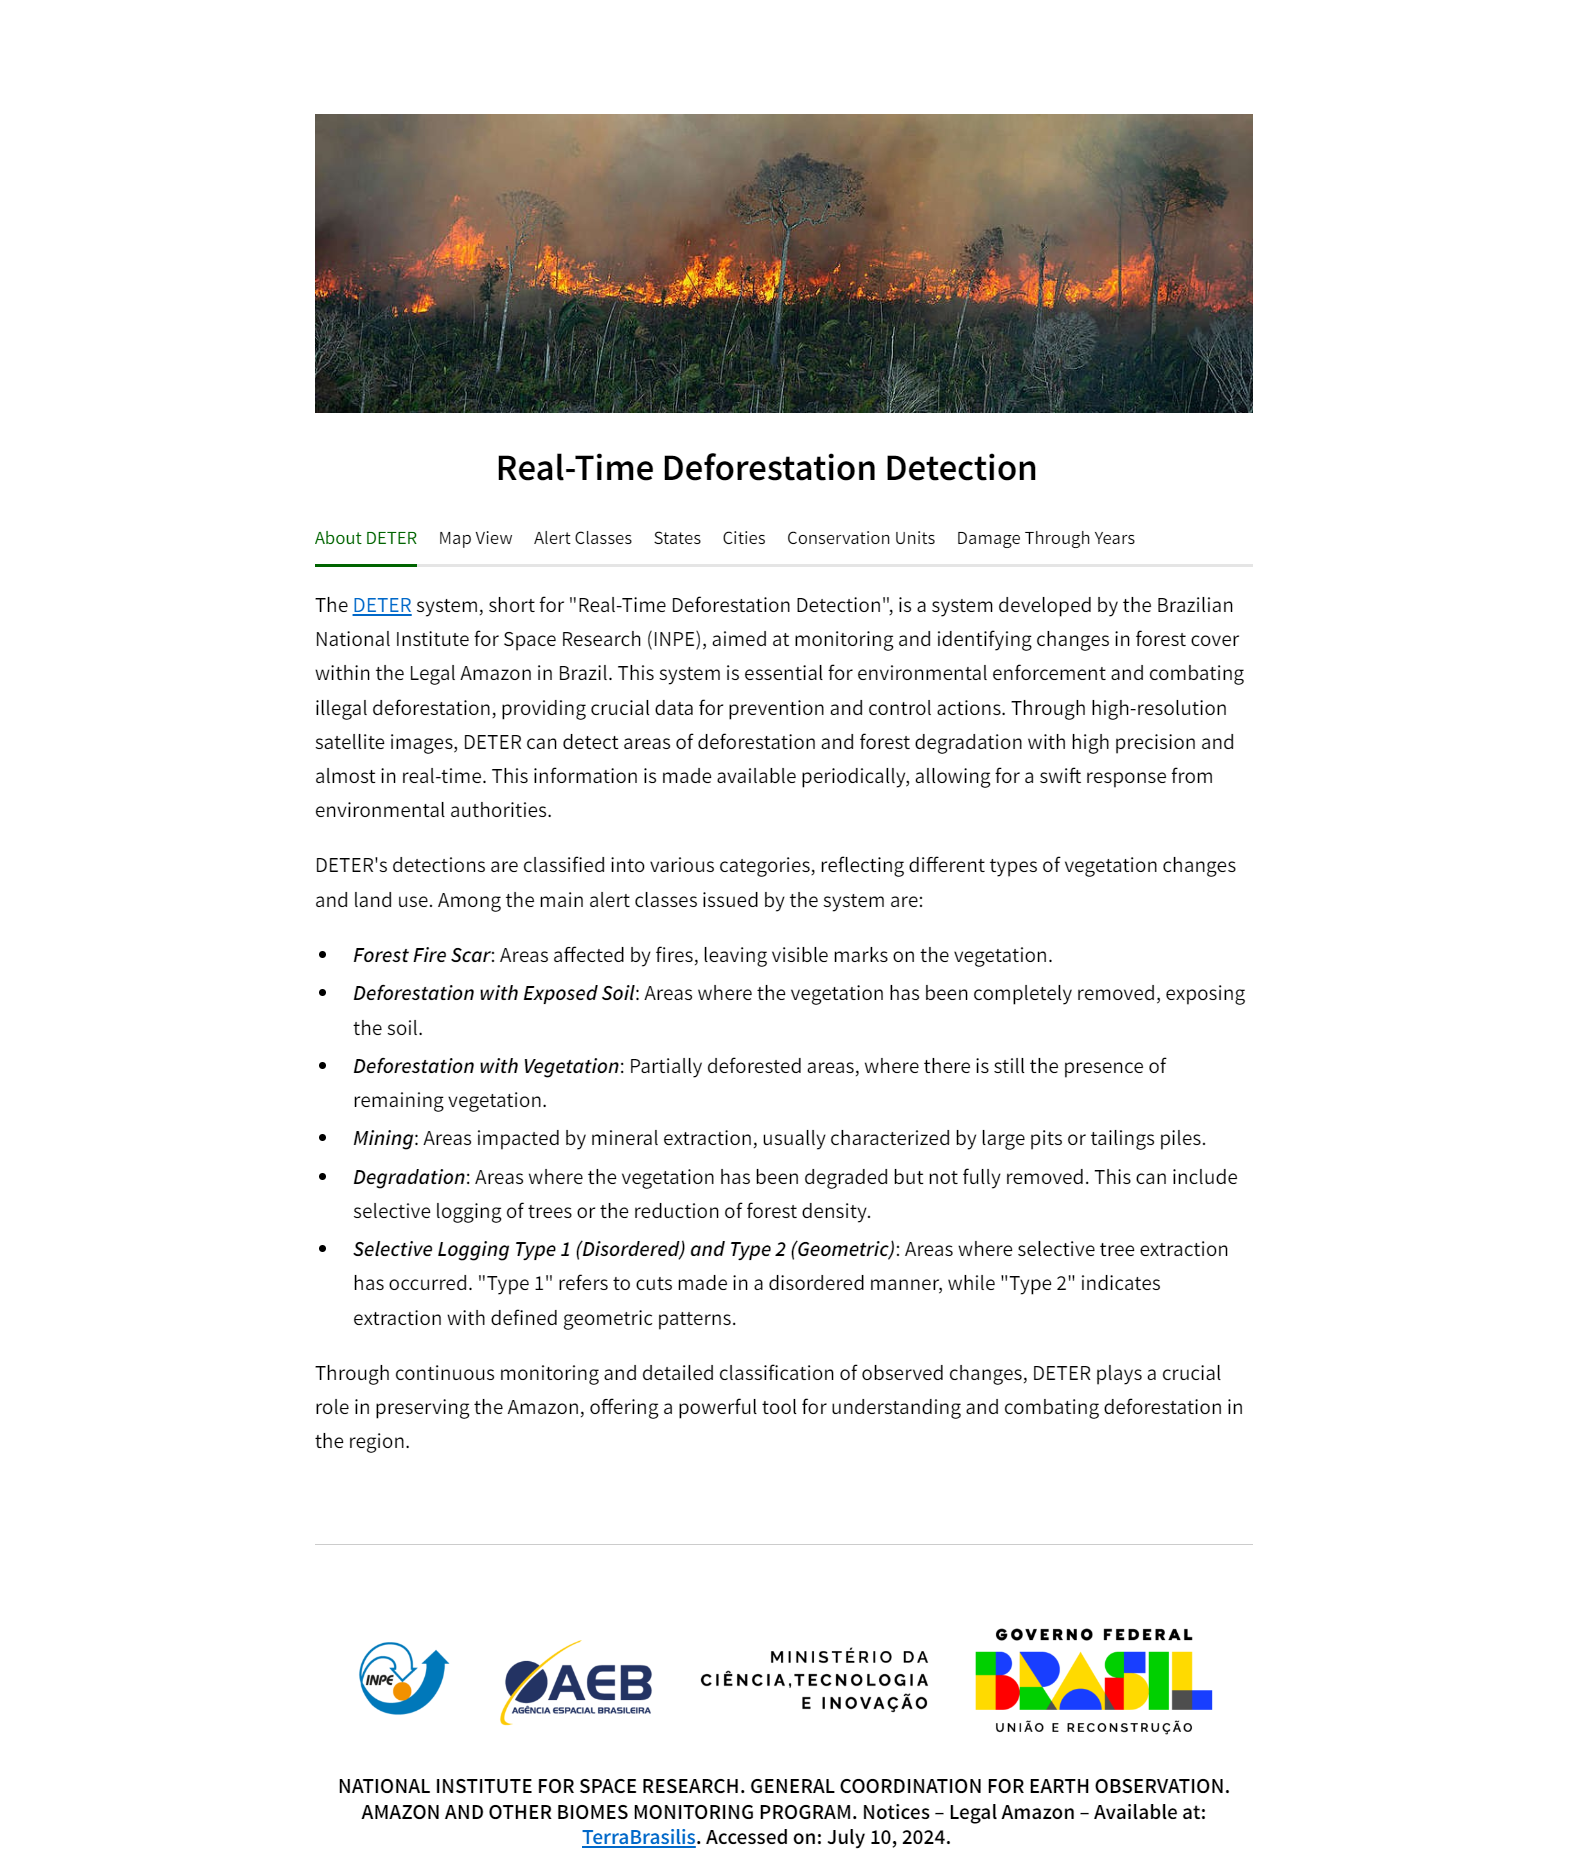 Real-Time Deforestation Detection
About DETER Map View Alert Classes States Cities Conservation Units Damage Through Years
The DETER system, short for "Real-Time Deforestation Detection", is a system developed by the Brazilian
National Institute for Space Research (INPE), aimed at monitoring and identifying changes in forest cover
within the Legal Amazon in Brazil. This system is essential for environmental enforcement and combating
illegal deforestation, providing crucial data for prevention and control actions. Through high-resolution
satellite images, DETER can detect areas of deforestation and forest degradation with high precision and
almost in real-time. This information is made available periodically, allowing for a swift response from
environmental authorities.
DETER's detections are classified into various categories, reflecting different types of vegetation changes
and land use. Among the main alert classes issued by the system are:
• Forest Fire Scar: Areas affected by fires, leaving visible marks on the vegetation.
• Deforestation with Exposed Soil: Areas where the vegetation has been completely removed, exposing
the soil.
• Deforestation with Vegetation: Partially deforested areas, where there is still the presence of
remaining vegetation.
• Mining: Areas impacted by mineral extraction, usually characterized by large pits or tailings piles.
• Degradation: Areas where the vegetation has been degraded but not fully removed. This can include
selective logging of trees or the reduction of forest density.
• Selective Logging Type 1 (Disordered) and Type 2 (Geometric): Areas where selective tree extraction
has occurred. "Type 1" refers to cuts made in a disordered manner, while "Type 2" indicates
extraction with defined geometric patterns.
Through continuous monitoring and detailed classification of observed changes, DETER plays a crucial
role in preserving the Amazon, offering a powerful tool for understanding and combating deforestation in
the region.
INPE
AEB
AGÊNCIA ESPACIAL BRASILEIRA
MINISTÉRIO DA
CIÊNCIA,TECNOLOGIA
E INOVAÇÃO
GOVERNO FEDERAL
BRASIL
UNIÃO E RECONSTRUÇÃO
NATIONAL INSTITUTE FOR SPACE RESEARCH. GENERAL COORDINATION FOR EARTH OBSERVATION.
AMAZON AND OTHER BIOMES MONITORING PROGRAM. Notices – Legal Amazon – Available at:
TerraBrasilis. Accessed on: July 10, 2024.